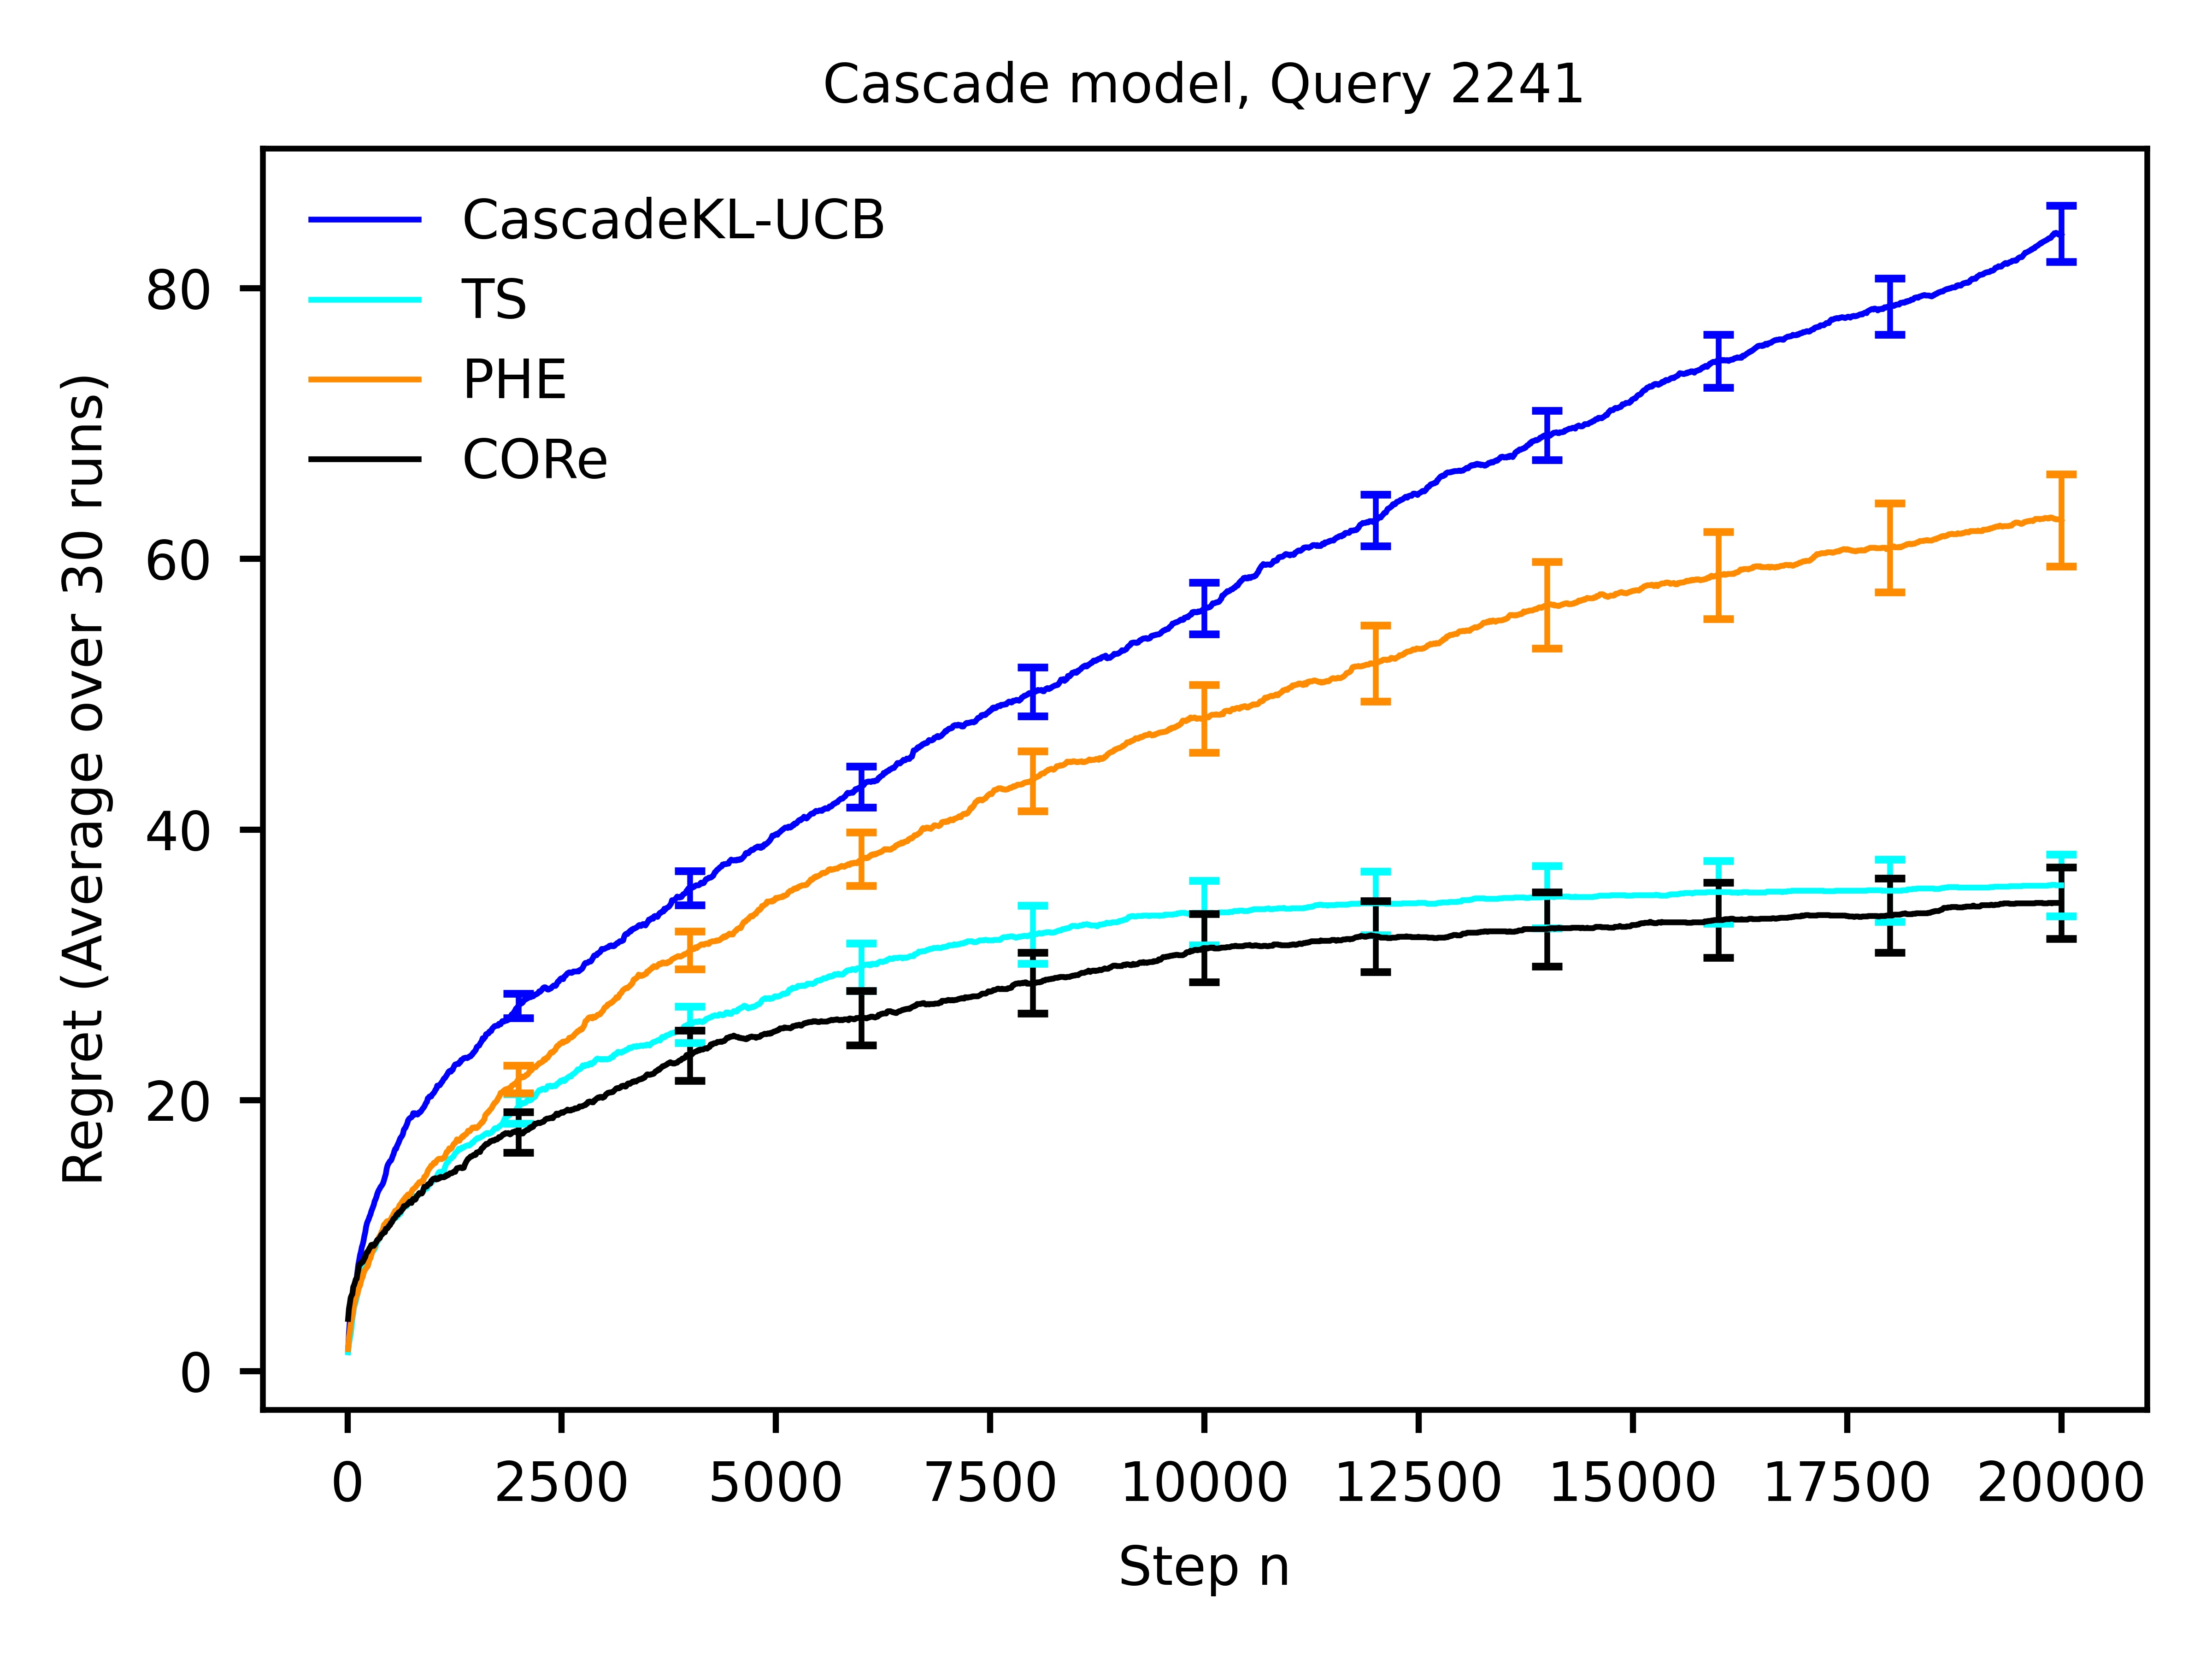 Cascade model, Query 2241
CascadeKL-UCB
TS
PHE
CORe
Regret (Average over 30 runs)
80
60
40
20
0
0 2500 5000 7500 10000 12500 15000 17500 20000
Step n